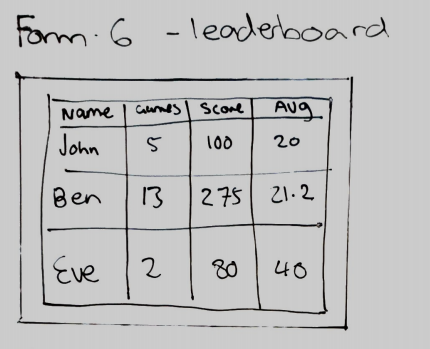 Form. 6 - leaderboard
Name Games Score Avg
John 5 100 20
Ben 13 275 21.2
Eve 2 80 40